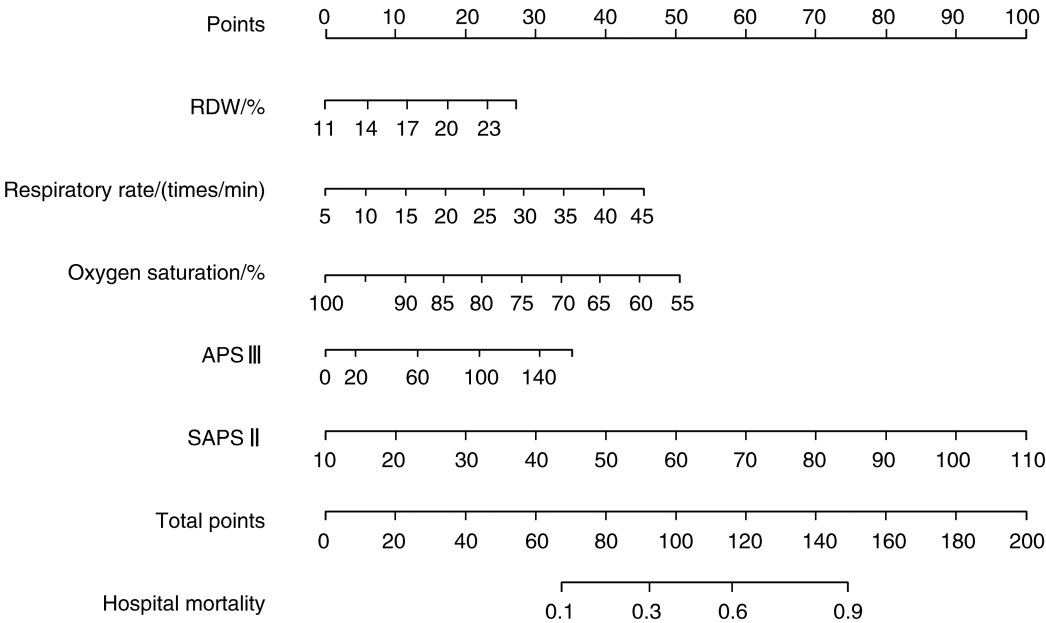 Points
0 10 20 30 40 50 60 70 80 90 100
RDW/%
11 14 17 20 23
Respiratory rate/(times/min)
5 10 15 20 25 30 35 40 45
Oxygen saturation/%
100 90 85 80 75 70 65 60 55
APS Ⅲ
0 20 60 100 140
SAPS Ⅱ
10 20 30 40 50 60 70 80 90 100 110
Total points
0 20 40 60 80 100 120 140 160 180 200
Hospital mortality
0.1 0.3 0.6 0.9